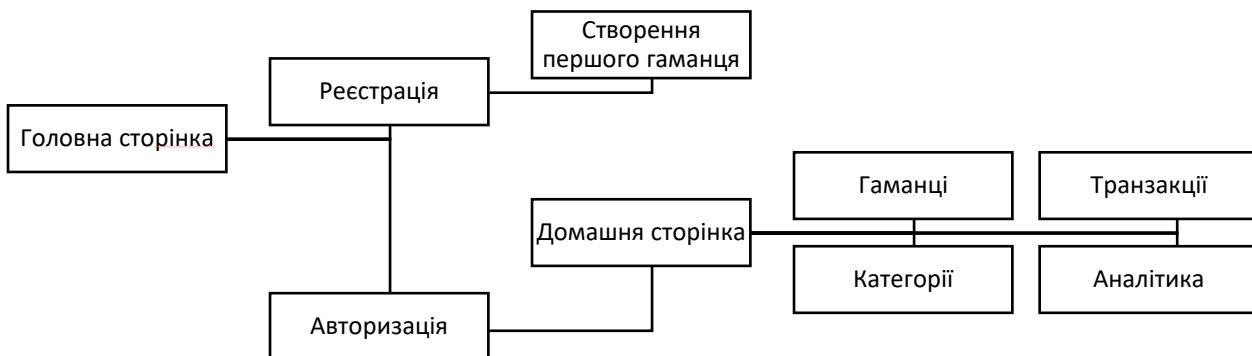 Створення
першого гаманця
Реєстрація
Головна сторінка
Гаманці
Транзакції
Домашня сторінка
Категорії
Аналітика
Авторизація